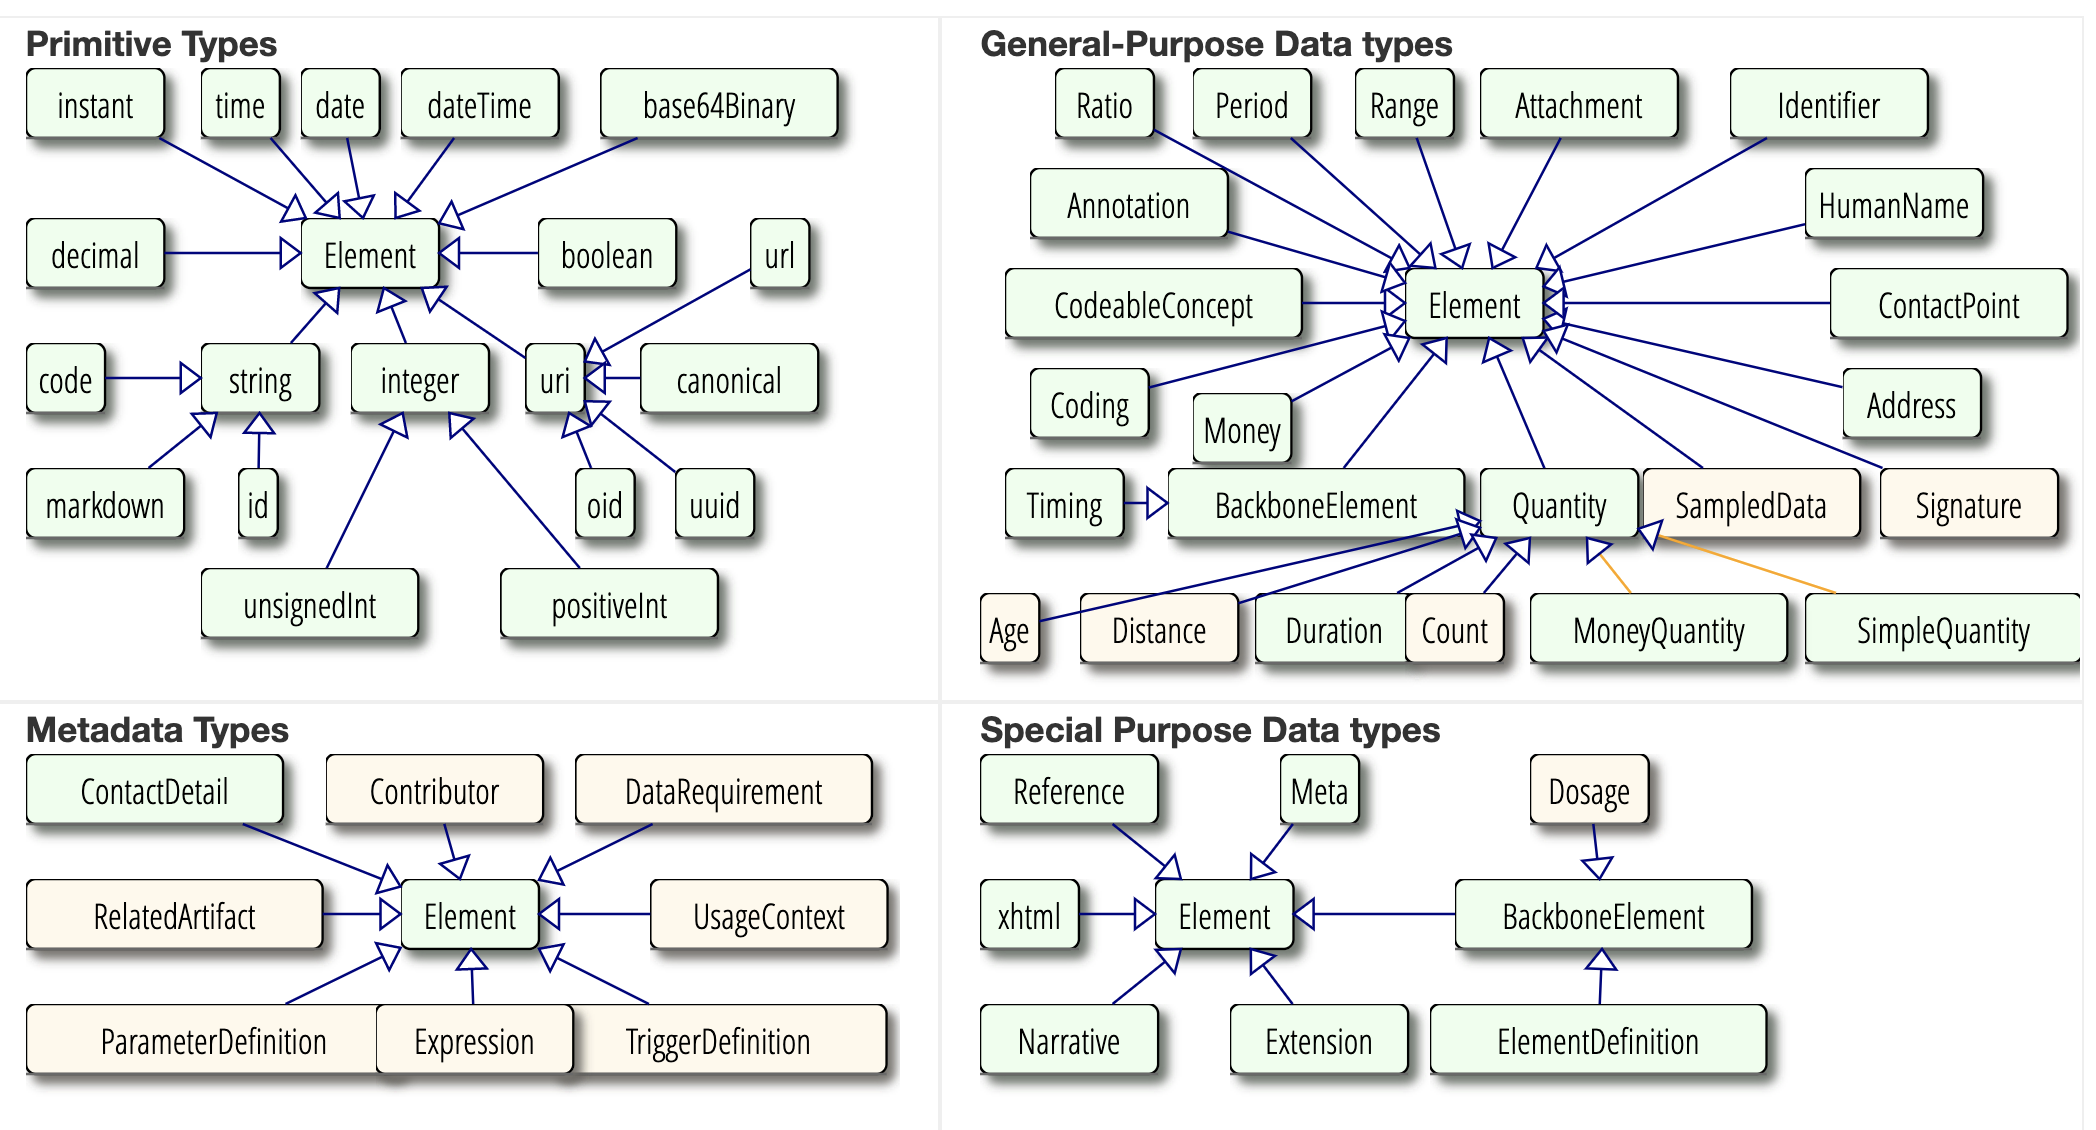 Primitive Types
instant
time
date
dateTime
base64Binary
decimal
Element
boolean
url
code
string
integer
uri
canonical
markdown
id
oid
uuid
unsignedInt
positiveInt
General-Purpose Data types
Ratio
Period
Range
Attachment
Identifier
Annotation
HumanName
CodeableConcept
Element
ContactPoint
Coding
Money
Address
Timing
BackboneElement
Quantity
SampledData
Signature
Age
Distance
Duration
Count
MoneyQuantity
SimpleQuantity
Metadata Types
ContactDetail
Contributor
DataRequirement
RelatedArtifact
Element
UsageContext
ParameterDefinition
Expression
TriggerDefinition
Special Purpose Data types
Reference
Meta
Dosage
xhtml
Element
BackboneElement
Narrative
Extension
ElementDefinition